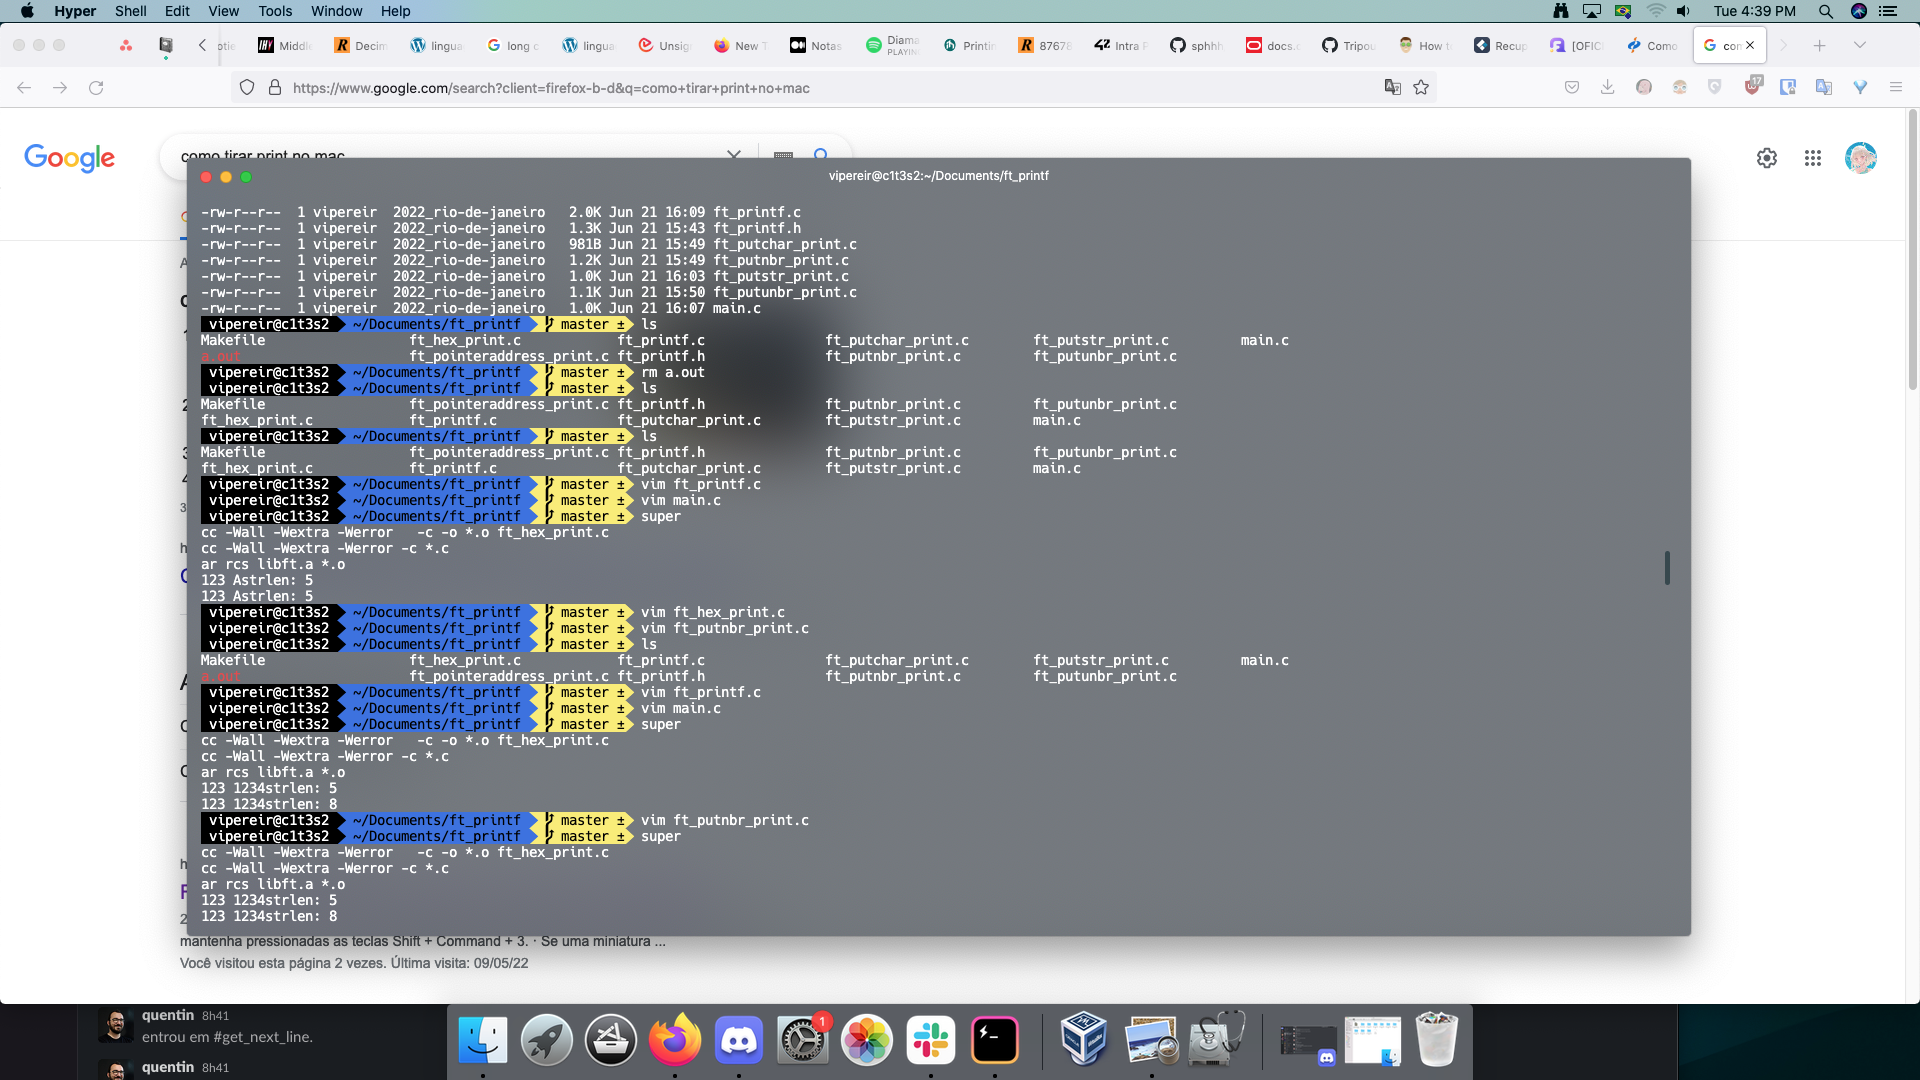 Hyper Shell Edit View Tools Window Help Tue 4:39 PM
Middl Decim lingua long c lingua Unsig New T Notas Diama PLAYING Printin 87678 Intra P sphhh docs. Tripou How t Recup [OFIC Como con
https://www.google.com/search?client=firefox-b-d&q=como+tirar+print+no+mac 17
Google como tirar print no mac
vipereir@c1t3s2:~/Documents/ft_printf
-rw-r--r-- 1 vipereir 2022_rio-de-janeiro 2.0K Jun 21 16:09 ft_printf.c
-rw-r--r-- 1 vipereir 2022_rio-de-janeiro 1.3K Jun 21 15:43 ft_printf.h
-rw-r--r-- 1 vipereir 2022_rio-de-janeiro 981B Jun 21 15:49 ft_putchar_print.c
-rw-r--r-- 1 vipereir 2022_rio-de-janeiro 1.2K Jun 21 15:49 ft_putnbr_print.c
-rw-r--r-- 1 vipereir 2022_rio-de-janeiro 1.0K Jun 21 16:03 ft_putstr_print.c
-rw-r--r-- 1 vipereir 2022_rio-de-janeiro 1.1K Jun 21 15:50 ft_putunbr_print.c
-rw-r--r-- 1 vipereir 2022_rio-de-janeiro 1.0K Jun 21 16:07 main.c
vipereir@c1t3s2 ~/Documents/ft_printf master ± ls
Makefile ft_hex_print.c ft_printf.c ft_putchar_print.c ft_putstr_print.c main.c
a.out ft_pointeraddress_print.c ft_printf.h ft_putnbr_print.c ft_putunbr_print.c
vipereir@c1t3s2 ~/Documents/ft_printf master ± rm a.out
vipereir@c1t3s2 ~/Documents/ft_printf master ± ls
Makefile ft_pointeraddress_print.c ft_printf.h ft_putnbr_print.c ft_putunbr_print.c
ft_hex_print.c ft_printf.c ft_putchar_print.c ft_putstr_print.c main.c
vipereir@c1t3s2 ~/Documents/ft_printf master ± ls
Makefile ft_pointeraddress_print.c ft_printf.h ft_putnbr_print.c ft_putunbr_print.c
ft_hex_print.c ft_printf.c ft_putchar_print.c ft_putstr_print.c main.c
vipereir@c1t3s2 ~/Documents/ft_printf master ± vim ft_printf.c
vipereir@c1t3s2 ~/Documents/ft_printf master ± vim main.c
vipereir@c1t3s2 ~/Documents/ft_printf master ± super
cc -Wall -Wextra -Werror -c -o *.o ft_hex_print.c
cc -Wall -Wextra -Werror -c *.c
ar rcs libft.a *.o
123 Astrlen: 5
123 Astrlen: 5
vipereir@c1t3s2 ~/Documents/ft_printf master ± vim ft_hex_print.c
vipereir@c1t3s2 ~/Documents/ft_printf master ± vim ft_putnbr_print.c
vipereir@c1t3s2 ~/Documents/ft_printf master ± ls
Makefile ft_hex_print.c ft_printf.c ft_putchar_print.c ft_putstr_print.c main.c
a.out ft_pointeraddress_print.c ft_printf.h ft_putnbr_print.c ft_putunbr_print.c
vipereir@c1t3s2 ~/Documents/ft_printf master ± vim ft_printf.c
vipereir@c1t3s2 ~/Documents/ft_printf master ± vim main.c
vipereir@c1t3s2 ~/Documents/ft_printf master ± super
cc -Wall -Wextra -Werror -c -o *.o ft_hex_print.c
cc -Wall -Wextra -Werror -c *.c
ar rcs libft.a *.o
123 1234strlen: 5
123 1234strlen: 8
vipereir@c1t3s2 ~/Documents/ft_printf master ± vim ft_putnbr_print.c
vipereir@c1t3s2 ~/Documents/ft_printf master ± super
cc -Wall -Wextra -Werror -c -o *.o ft_hex_print.c
cc -Wall -Wextra -Werror -c *.c
ar rcs libft.a *.o
123 1234strlen: 5
123 1234strlen: 8
mantenha pressionadas as teclas Shift + Command + 3. · Se uma miniatura ...
Você visitou esta página 2 vezes. Última visita: 09/05/22
quentin 8h41
entrou em #get_next_line.
quentin 8h41
1